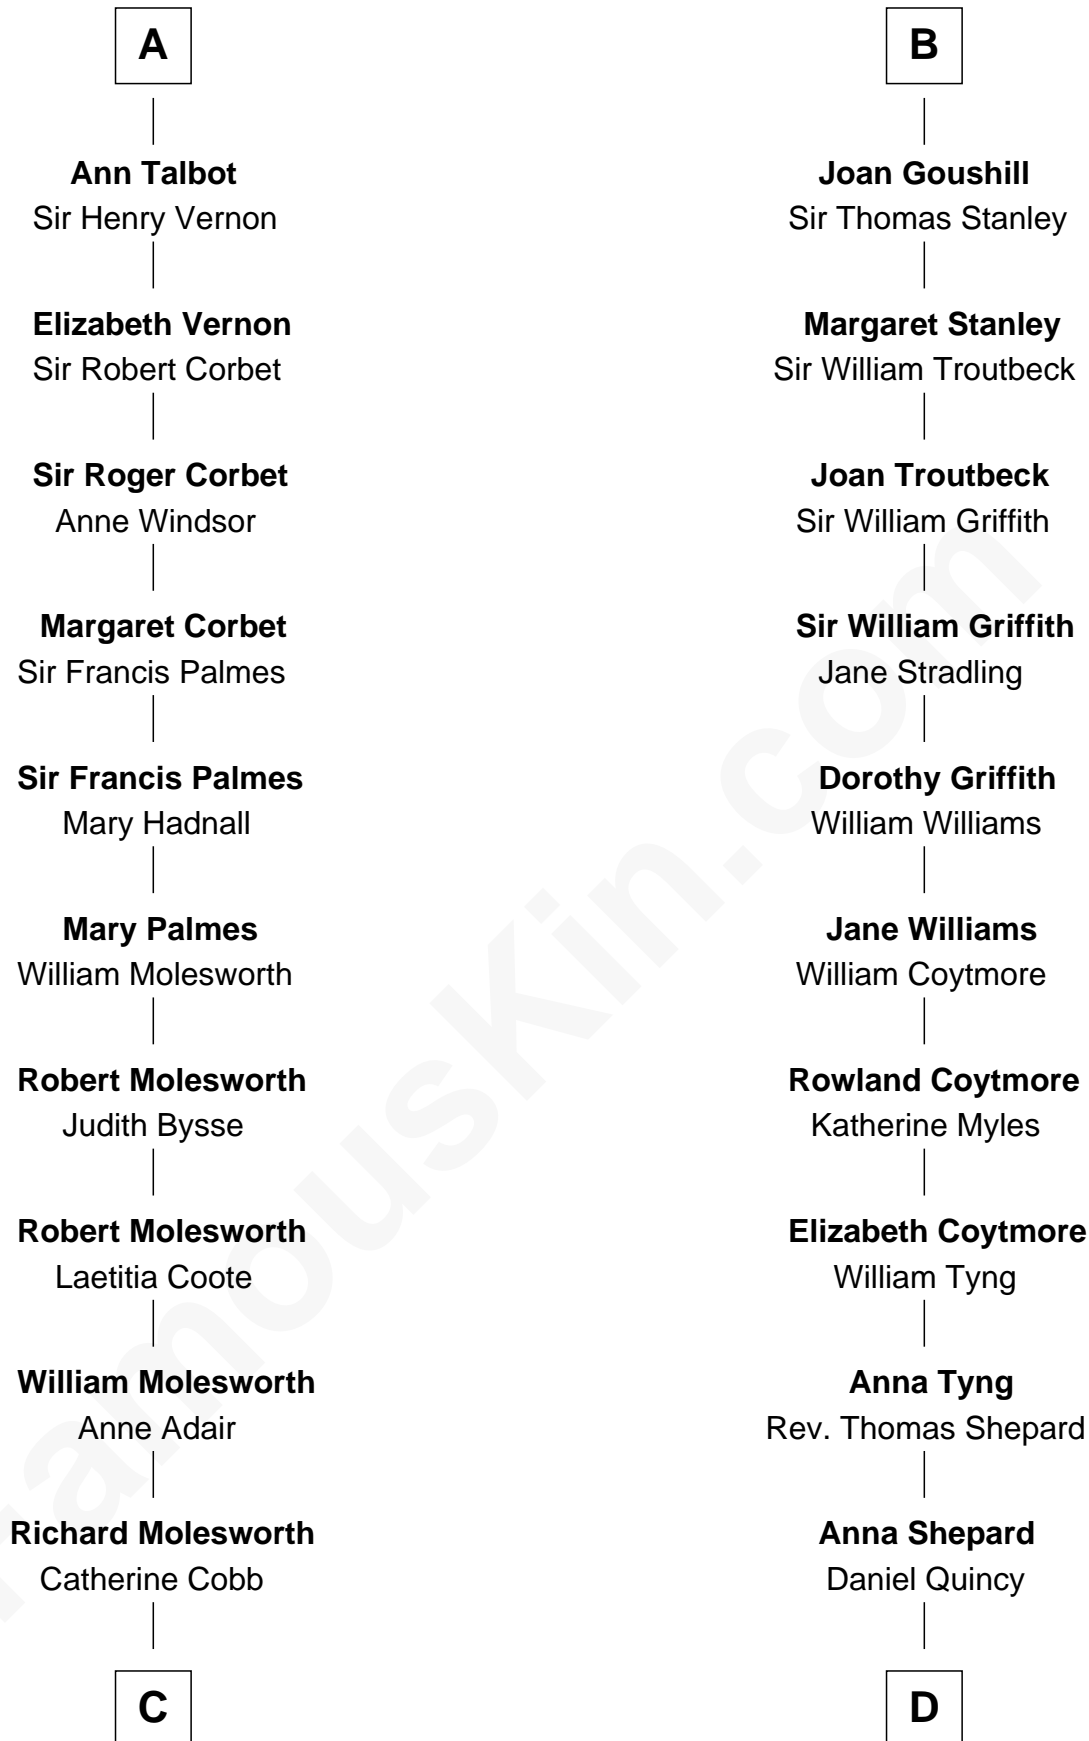 A
Ann Talbot
Sir Henry Vernon
Elizabeth Vernon
Sir Robert Corbet
Sir Roger Corbet
Anne Windsor
Margaret Corbet
Sir Francis Palmes
Sir Francis Palmes
Mary Hadnall
Mary Palmes
William Molesworth
Robert Molesworth
Judith Bysse
Robert Molesworth
Laetitia Coote
William Molesworth
Anne Adair
Richard Molesworth
Catherine Cobb
C
B
Joan Goushill
Sir Thomas Stanley
Margaret Stanley
Sir William Troutbeck
Joan Troutbeck
Sir William Griffith
Sir William Griffith
Jane Stradling
Dorothy Griffith
William Williams
Jane Williams
William Coytmore
Rowland Coytmore
Katherine Myles
Elizabeth Coytmore
William Tyng
Anna Tyng
Rev. Thomas Shepard
Anna Shepard
Daniel Quincy
D
FamousKin.com